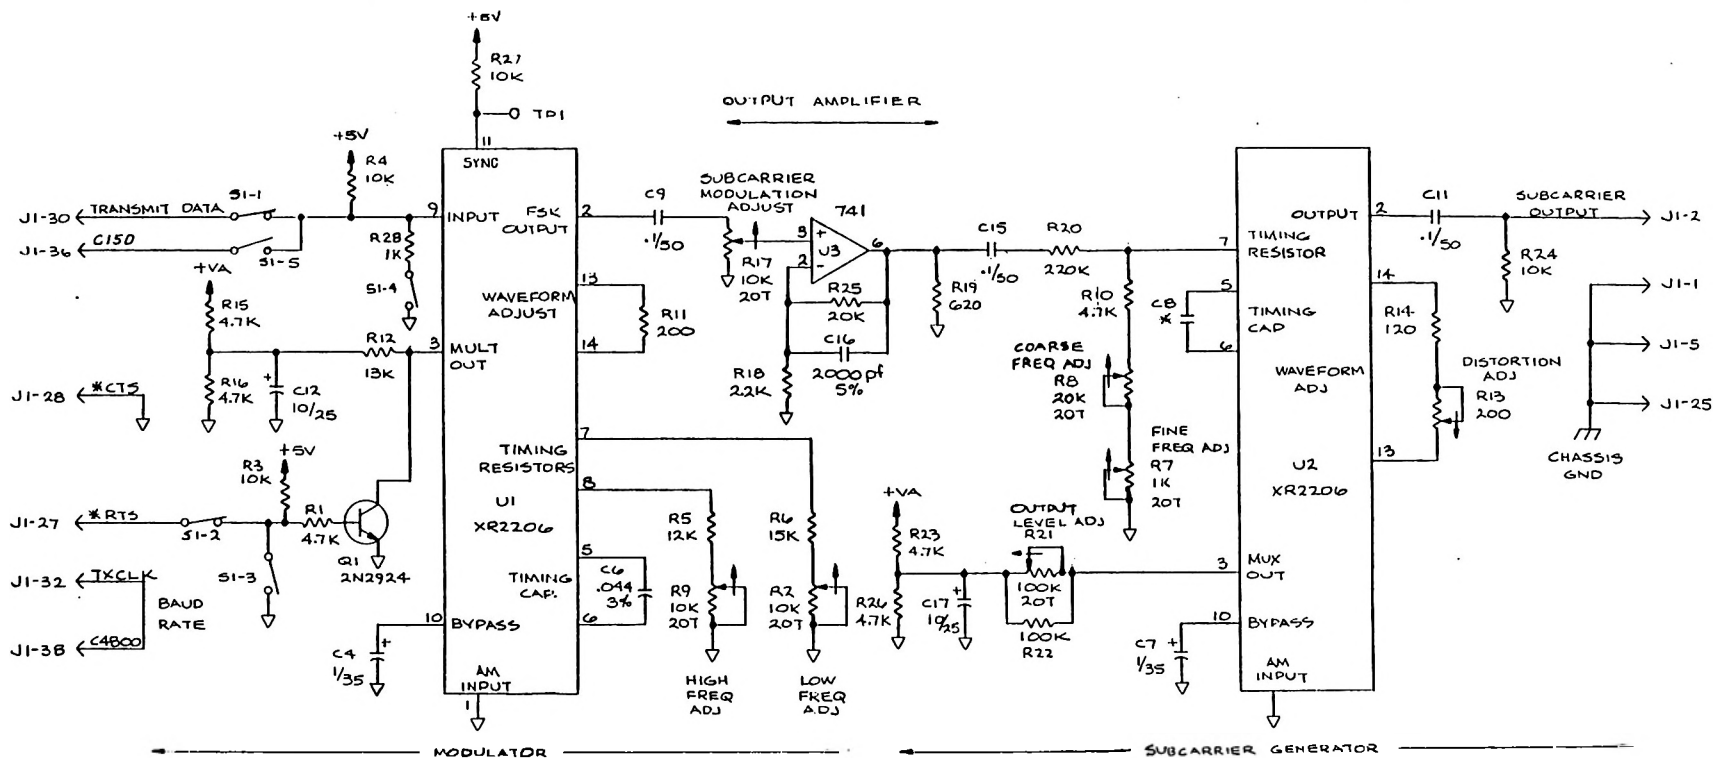 +5V
R27
10K
TP1
11
SYNC
OUTPUT AMPLIFIER
+5V
R4
10K
S1-1
J1-30
TRANSMIT DATA
J1-36
C150
S1-5
9
INPUT
R28
1K
S1-4
+VA
R15
4.7K
R12
13K
3
MULT
OUT
R16
4.7K
+
C12
10/25
J1-28
*CTS
+5V
R3
10K
R1
4.7K
J1-27
*RTS
S1-2
S1-3
Q1
2N2924
J1-32
TXCLK
BAUD
RATE
J1-38
C4800
C4
1/35
+
10
BYPASS
AM
INPUT
1
FSK
OUTPUT
2
C9
.1/50
SUBCARRIER
MODULATION
ADJUST
R17
10K
20T
741
3
+
U3
2
-
6
13
WAVEFORM
ADJUST
14
R11
200
R25
20K
C16
2000pf
5%
R18
2.2K
R19
620
C15
.1/50
R20
220K
7
TIMING
RESISTORS
8
U1
XR2206
5
TIMING
CAP.
6
C6
.044
3%
R5
12K
R9
10K
20T
HIGH
FREQ
ADJ
R6
15K
R2
10K
20T
LOW
FREQ
ADJ
R10
4.7K
COARSE
FREQ ADJ
R8
20K
20T
FINE
FREQ ADJ
R7
1K
20T
+VA
R23
4.7K
R26
4.7K
C17
10/25
+
OUTPUT
LEVEL ADJ
R21
100K
20T
100K
R22
7
TIMING
RESISTOR
5
C8
*
TIMING
CAP
6
OUTPUT
2
C11
.1/50
SUBCARRIER
OUTPUT
J1-2
R24
10K
14
R14
120
WAVEFORM
ADJ
DISTORTION
ADJ
R13
200
13
U2
XR2206
3
MUX
OUT
10
BYPASS
C7
1/35
+
AM
INPUT
J1-1
J1-5
J1-25
CHASSIS
GND
MODULATOR
SUBCARRIER GENERATOR